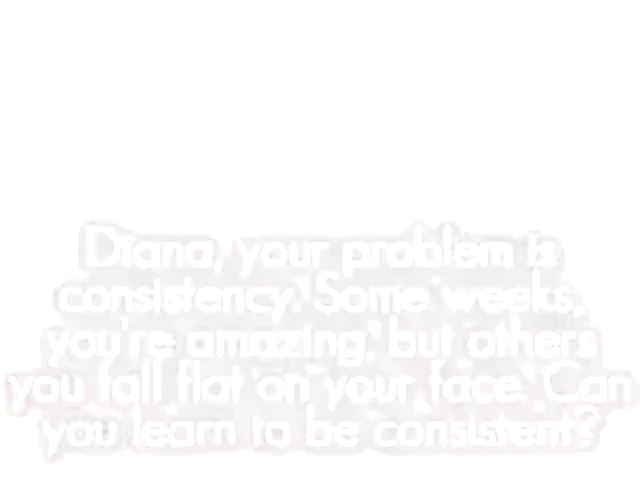 Diana, your problem is
consistency. Some weeks,
you're amazing, but others
you fall flat on your face. Can
you learn to be consistent?